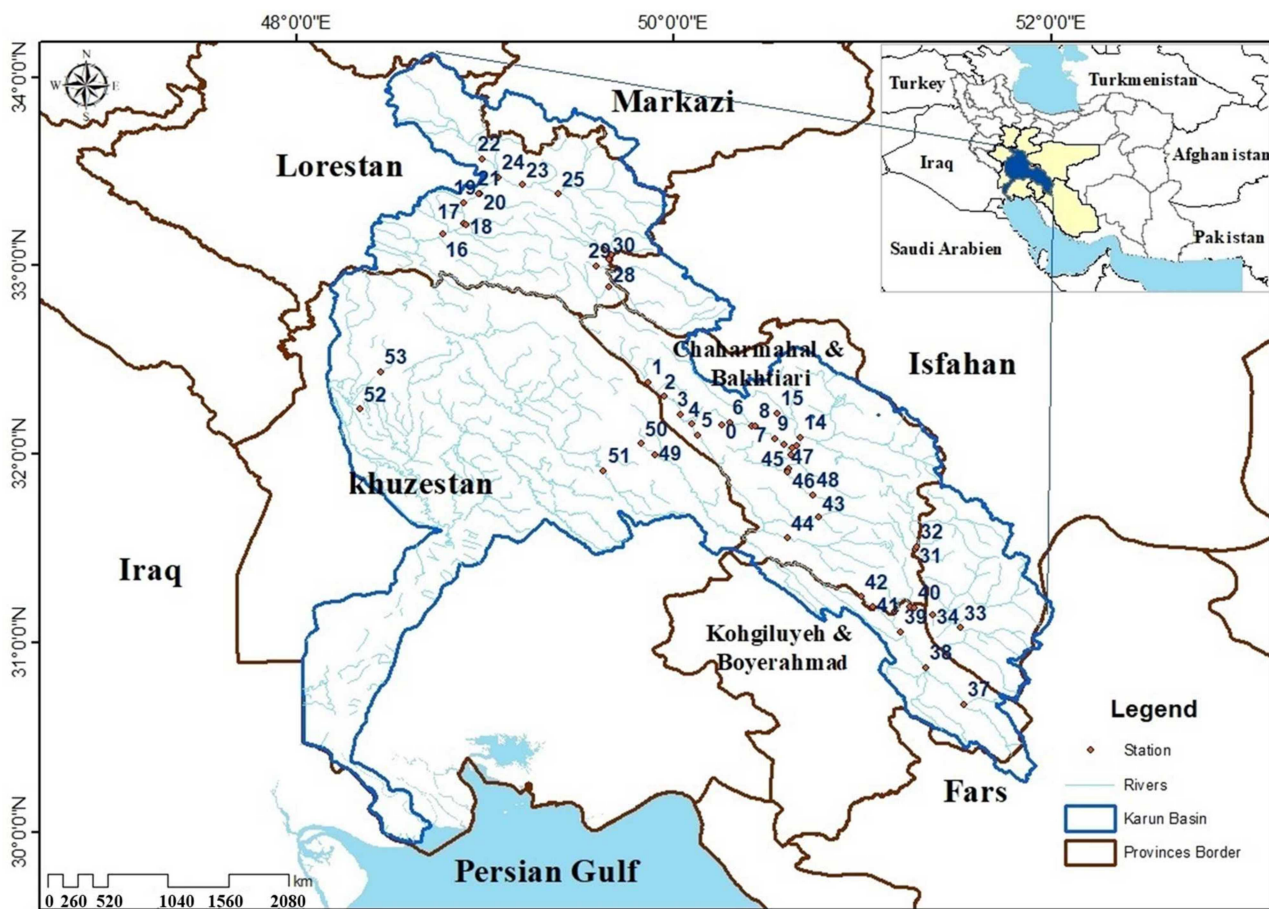 48°0'0"E
50°0'0"E
52°0'0"E
34°0'0"N
33°0'0"N
32°0'0"N
31°0'0"N
30°0'0"N
N
W
E
S
Markazi
Lorestan
Turkey
Turkmenistan
Iraq
Afghanistan
Saudi Arabien
Pakistan
22
24
23
21
25
19
20
17
18
16
30
29
28
Chaharmahal &
Bakhtiari
Isfahan
53
52
1
2
3
4
5
6
0
7
8
9
15
14
50
49
51
45
47
46
48
43
44
khuzestan
32
31
Iraq
42
41
40
39
34
33
38
37
Kohgiluyeh &
Boyerahmad
Fars
Persian Gulf
Legend
Station
Rivers
Karun Basin
Provinces Border
km
0 260 520 1040 1560 2080